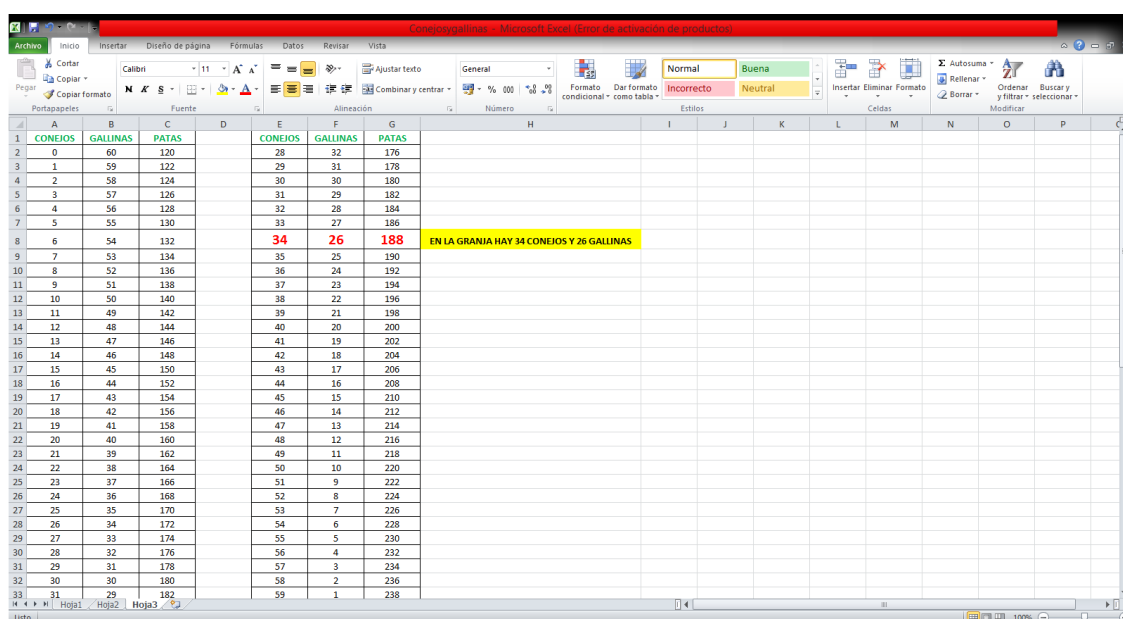 Conejosygallinas - Microsoft Excel (Error de activación de productos)
Archivo Inicio Insertar Diseño de página Fórmulas Datos Revisar Vista
Pegar
Cortar
Copiar
Copiar formato
Portapapeles
Calibri 11
N K S
Fuente
Ajustar texto
Combinar y centrar
Alineación
General
% 000
Número
Formato condicional
Dar formato como tabla
Normal Buena
Incorrecto Neutral
Estilos
Insertar Eliminar Formato
Celdas
Σ Autosuma
Rellenar
Borrar
Ordenar y filtrar
Buscar y seleccionar
Modificar
A B C D E F G H I J K L M N O P
1 CONEJOS GALLINAS PATAS CONEJOS GALLINAS PATAS
2 0 60 120 28 32 176
3 1 59 122 29 31 178
4 2 58 124 30 30 180
5 3 57 126 31 29 182
6 4 56 128 32 28 184
7 5 55 130 33 27 186
8 6 54 132 34 26 188 EN LA GRANJA HAY 34 CONEJOS Y 26 GALLINAS
9 7 53 134 35 25 190
10 8 52 136 36 24 192
11 9 51 138 37 23 194
12 10 50 140 38 22 196
13 11 49 142 39 21 198
14 12 48 144 40 20 200
15 13 47 146 41 19 202
16 14 46 148 42 18 204
17 15 45 150 43 17 206
18 16 44 152 44 16 208
19 17 43 154 45 15 210
20 18 42 156 46 14 212
21 19 41 158 47 13 214
22 20 40 160 48 12 216
23 21 39 162 49 11 218
24 22 38 164 50 10 220
25 23 37 166 51 9 222
26 24 36 168 52 8 224
27 25 35 170 53 7 226
28 26 34 172 54 6 228
29 27 33 174 55 5 230
30 28 32 176 56 4 232
31 29 31 178 57 3 234
32 30 30 180 58 2 236
33 31 29 182 59 1 238
Hoja1 Hoja2 Hoja3
Listo 100%